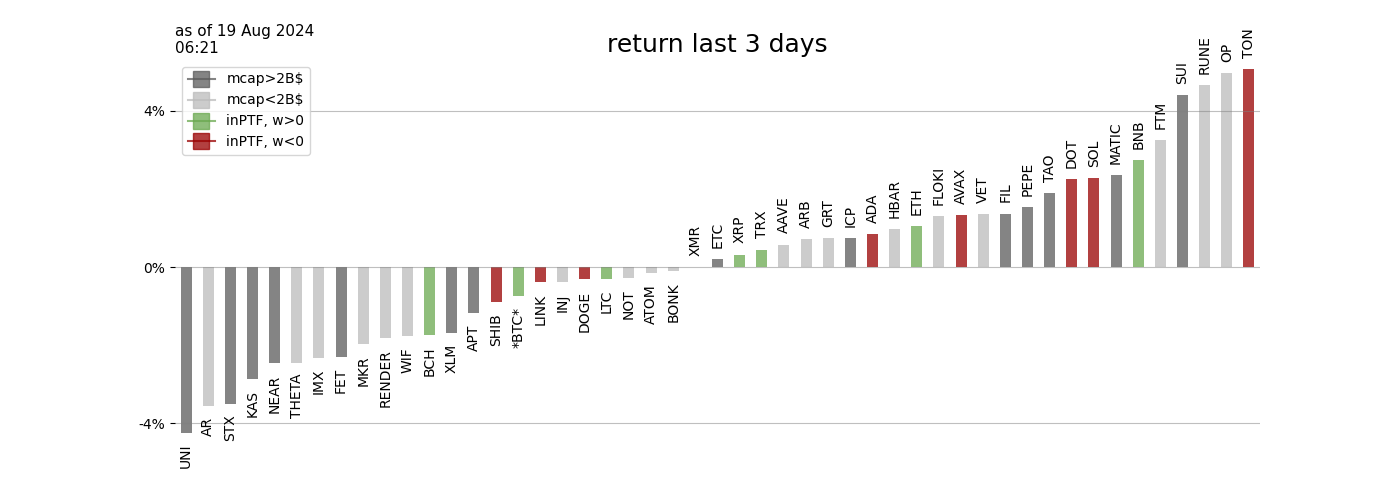 as of 19 Aug 2024
06:21
return last 3 days
mcap>2B$
mcap<2B$
inPTF, w>0
inPTF, w<0
4%
0%
-4%
UNI
AR
STX
KAS
NEAR
THETA
IMX
FET
MKR
RENDER
WIF
BCH
XLM
APT
SHIB
*BTC*
LINK
INJ
DOGE
LTC
NOT
ATOM
BONK
XMR
ETC
XRP
TRX
AAVE
ARB
GRT
ICP
ADA
HBAR
ETH
FLOKI
AVAX
VET
FIL
PEPE
TAO
DOT
SOL
MATIC
BNB
FTM
SUI
RUNE
OP
TON